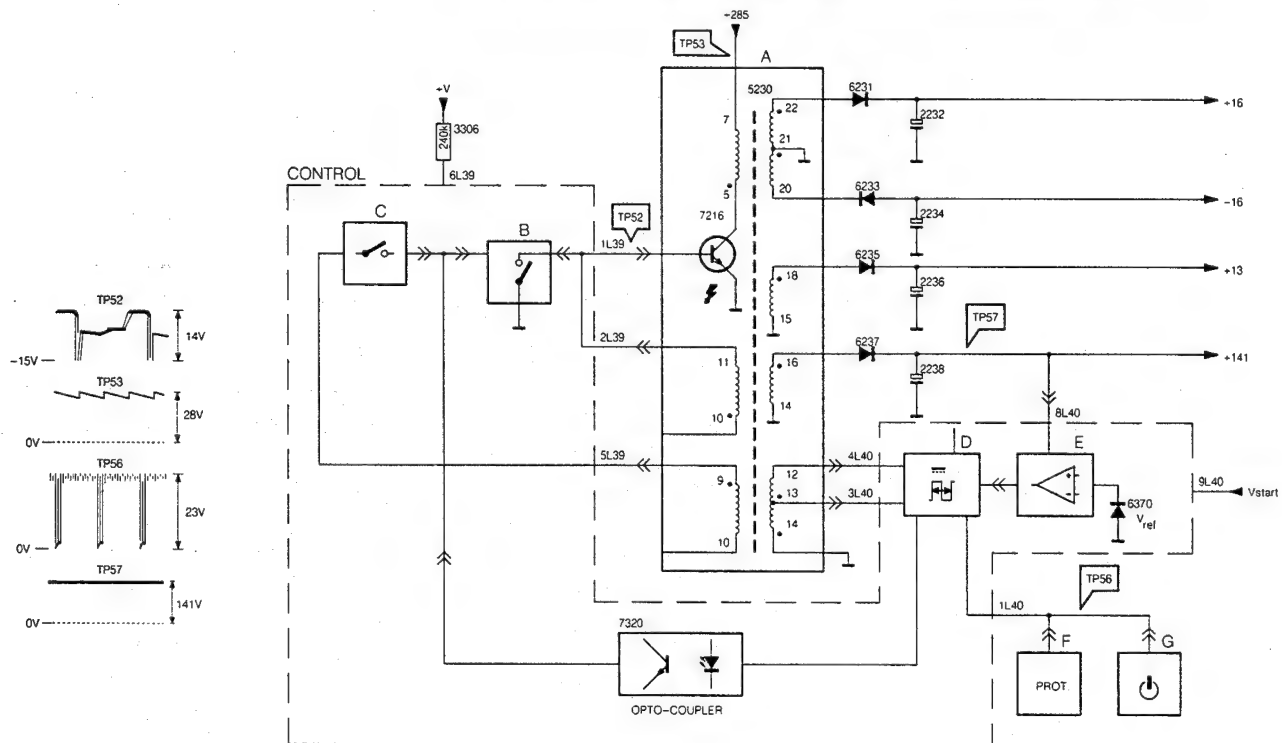 ~285
TP53
A
+V
240k
3306
6L39
CONTROL
C
B
1L39
TP52
7
5
7216
5230
22
21
20
6231
2232
+16
6233
2234
-16
18
15
6235
2236
+13
TP57
16
14
6237
2238
+141
2L39
11
10
5L39
9
10
12
13
14
4L40
3L40
8L40
D
E
6370
Vref
9L40
Vstart
TP56
1L40
F
PROT.
G
7320
OPTO-COUPLER
TP52
14V
-15V
TP53
28V
0V
TP56
23V
0V
TP57
141V
0V